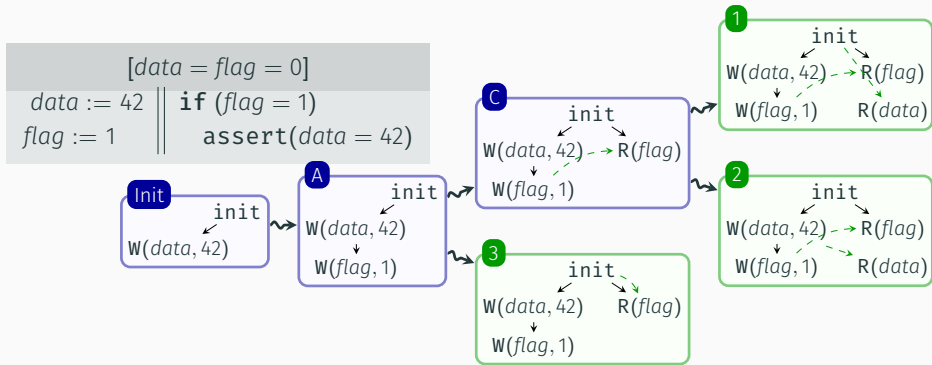 [data = flag = 0]
data := 42 || if (flag = 1)
flag := 1 || assert(data = 42)
Init
init
W(data, 42)
A
init
W(data, 42)
W(flag, 1)
C
init
W(data, 42) R(flag)
W(flag, 1)
1
init
W(data, 42) R(flag)
W(flag, 1) R(data)
2
init
W(data, 42) R(flag)
W(flag, 1) R(data)
3
init
W(data, 42) R(flag)
W(flag, 1)